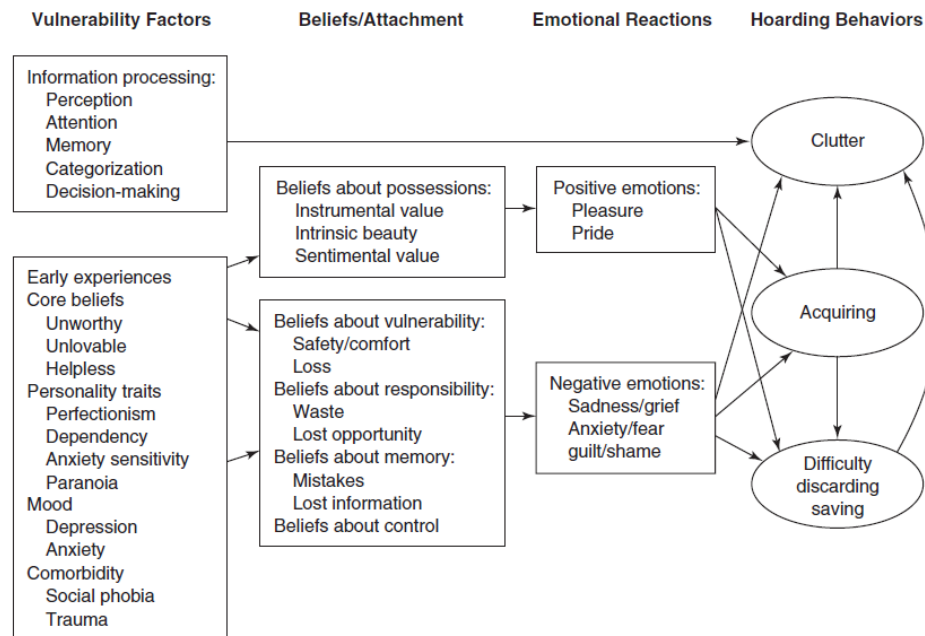 Vulnerability Factors
Beliefs/Attachment
Emotional Reactions
Hoarding Behaviors
Information processing:
Perception
Attention
Memory
Categorization
Decision-making
Early experiences
Core beliefs
Unworthy
Unlovable
Helpless
Personality traits
Perfectionism
Dependency
Anxiety sensitivity
Paranoia
Mood
Depression
Anxiety
Comorbidity
Social phobia
Trauma
Beliefs about possessions:
Instrumental value
Intrinsic beauty
Sentimental value
Beliefs about vulnerability:
Safety/comfort
Loss
Beliefs about responsibility:
Waste
Lost opportunity
Beliefs about memory:
Mistakes
Lost information
Beliefs about control
Positive emotions:
Pleasure
Pride
Negative emotions:
Sadness/grief
Anxiety/fear
guilt/shame
Clutter
Acquiring
Difficulty
discarding
saving